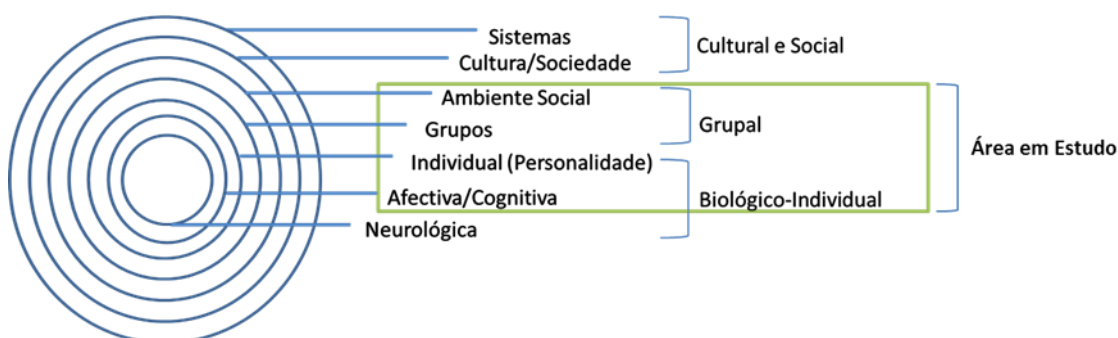 Sistemas
Cultura/Sociedade
Cultural e Social
Ambiente Social
Grupos
Grupal
Individual (Personalidade)
Afectiva/Cognitiva
Neurológica
Biológico-Individual
Área em Estudo